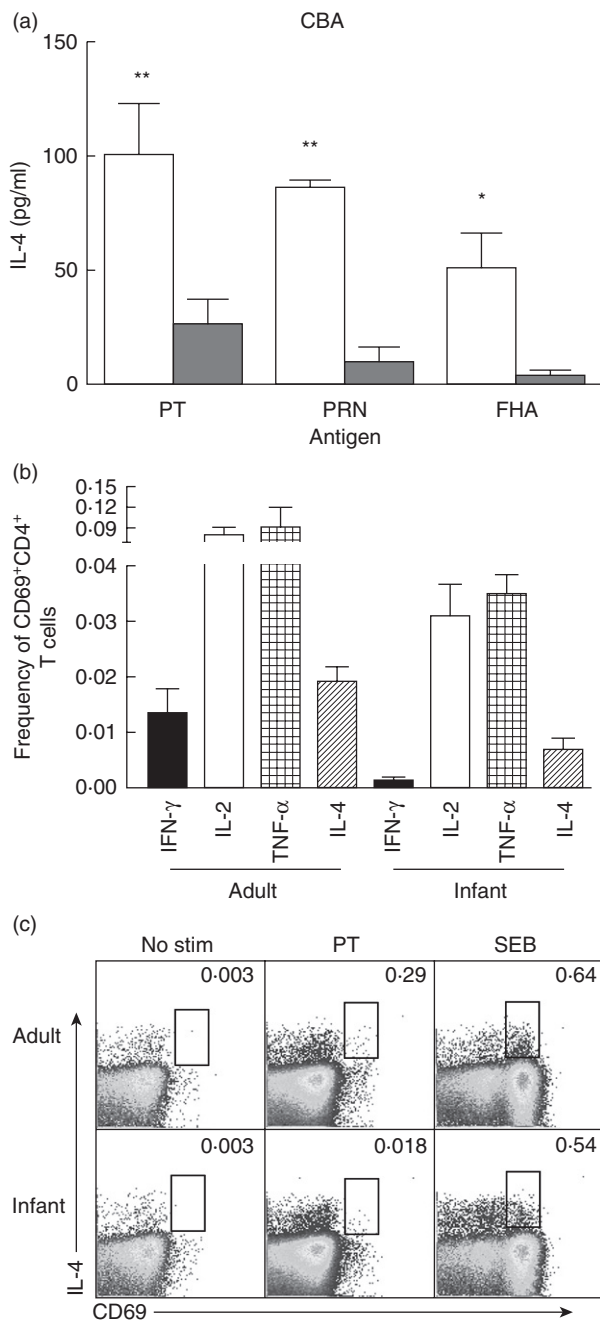 (a)
CBA
150
**
**
100
*
IL-4 (pg/ml)
50
0
PT PRN FHA
Antigen
(b)
0·15
0·12
0·09
0·04
0·03
0·02
0·01
0·00
Frequency of CD69⁺CD4⁺
T cells
IFN-γ IL-2 TNF-α IL-4 IFN-γ IL-2 TNF-α IL-4
Adult Infant
(c)
No stim PT SEB
0·003 0·29 0·64
Adult
0·003 0·018 0·54
Infant
IL-4
CD69